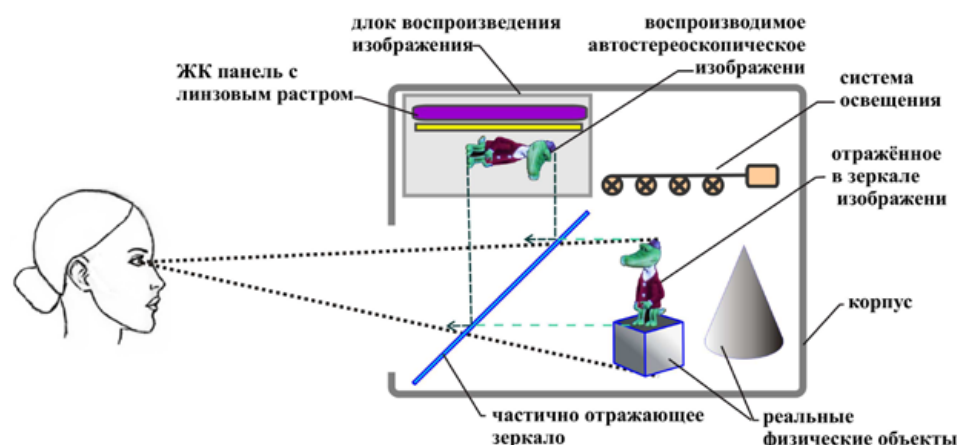 длок воспроизведения
изображения
воспроизводимое
автостереоскопическое
изображени
ЖК панель с
линзовым растром
система
освещения
отражённое
в зеркале
изображени
корпус
частично отражающее
зеркало
реальные
физические объекты